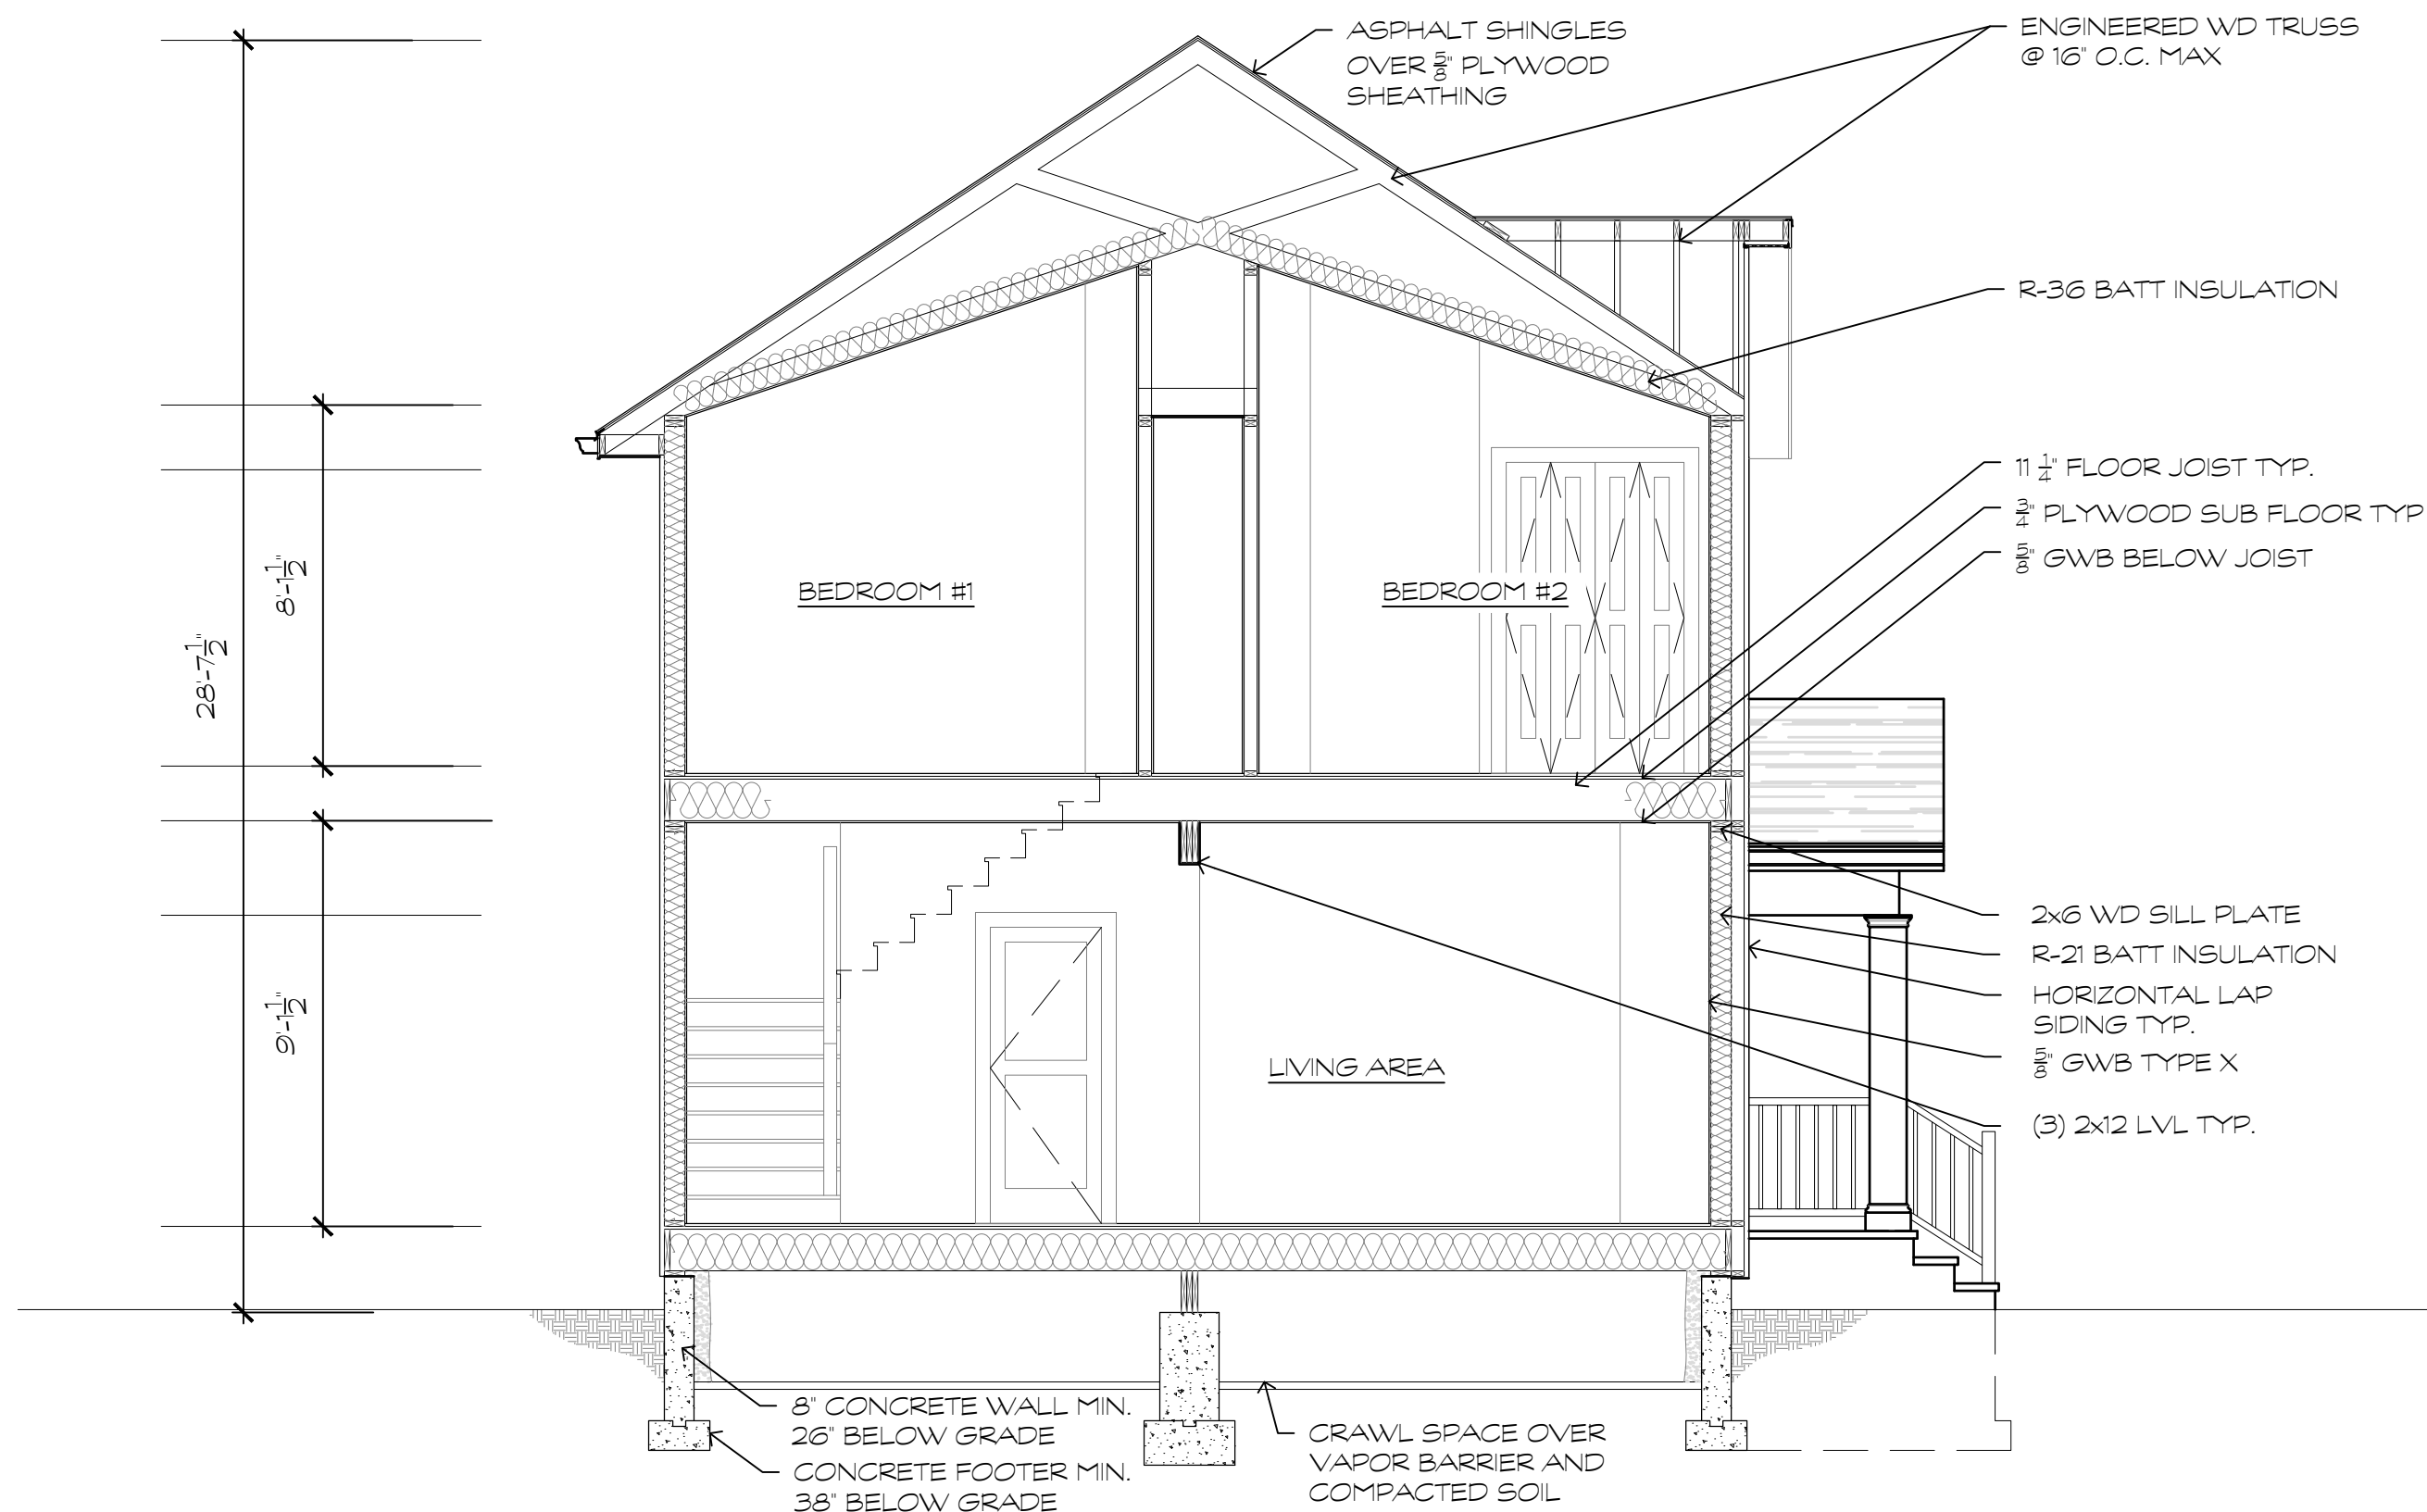 ASPHALT SHINGLES
OVER 5/8" PLYWOOD
SHEATHING
ENGINEERED WD TRUSS
@ 16" O.C. MAX
R-36 BATT INSULATION
11 1/4" FLOOR JOIST TYP.
3/4" PLYWOOD SUB FLOOR TYP
5/8" GWB BELOW JOIST
8'-1 1/2"
28'-7 1/2"
BEDROOM #1
BEDROOM #2
2x6 WD SILL PLATE
R-21 BATT INSULATION
HORIZONTAL LAP
SIDING TYP.
5/8" GWB TYPE X
(3) 2x12 LVL TYP.
9'-1 1/2"
LIVING AREA
8" CONCRETE WALL MIN.
26" BELOW GRADE
CONCRETE FOOTER MIN.
38" BELOW GRADE
CRAWL SPACE OVER
VAPOR BARRIER AND
COMPACTED SOIL